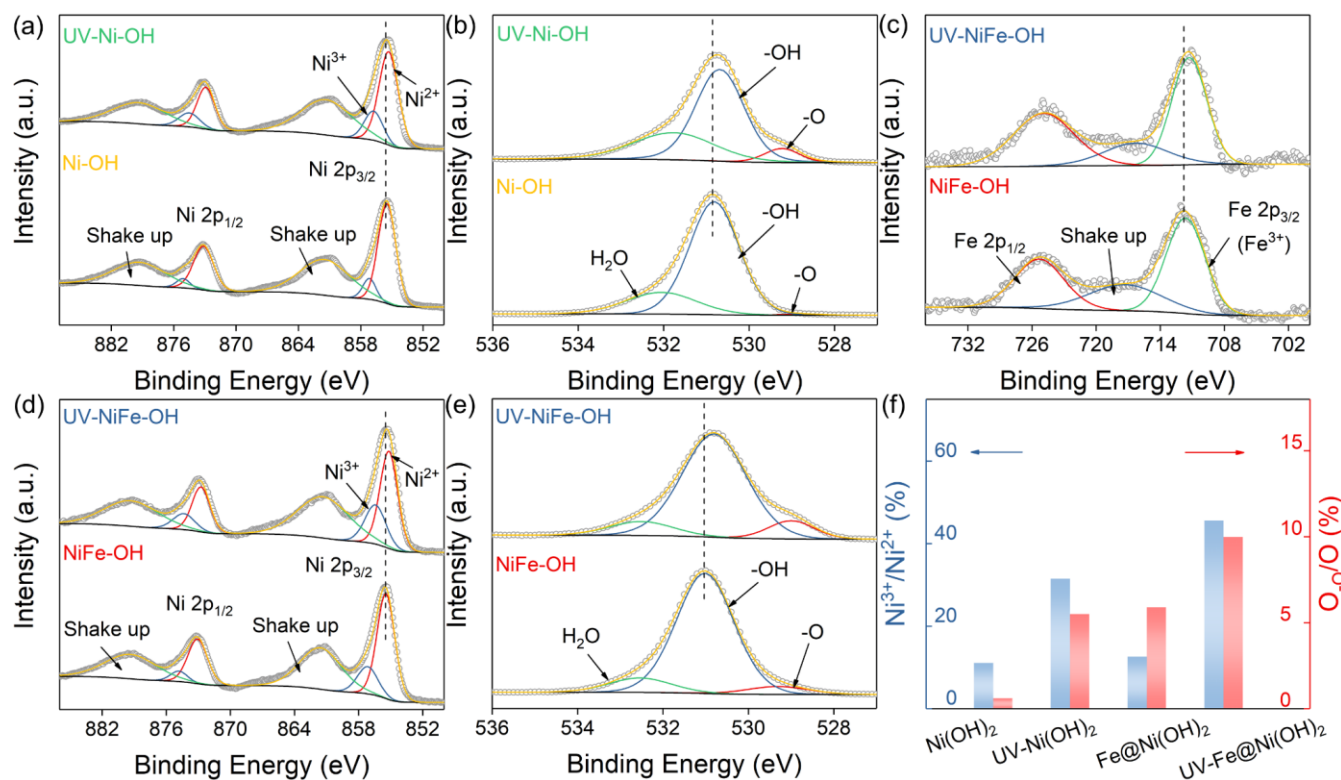 (a)
UV-Ni-OH
Ni³⁺
Ni²⁺
Ni-OH
Ni 2p₃/₂
Ni 2p₁/₂
Shake up
Shake up
Intensity (a.u.)
882 876 870 864 858 852
Binding Energy (eV)
(b)
UV-Ni-OH
-OH
-O
Ni-OH
-OH
H₂O
-O
Intensity (a.u.)
536 534 532 530 528
Binding Energy (eV)
(c)
UV-NiFe-OH
NiFe-OH
Fe 2p₃/₂
(Fe³⁺)
Fe 2p₁/₂
Shake up
Intensity (a.u.)
732 726 720 714 708 702
Binding Energy (eV)
(d)
UV-NiFe-OH
Ni³⁺
Ni²⁺
NiFe-OH
Ni 2p₃/₂
Ni 2p₁/₂
Shake up
Shake up
Intensity (a.u.)
882 876 870 864 858 852
Binding Energy (eV)
(e)
UV-NiFe-OH
NiFe-OH
-OH
H₂O
-O
Intensity (a.u.)
536 534 532 530 528
Binding Energy (eV)
(f)
Ni³⁺/Ni²⁺ (%)
60
40
20
0
15
10
5
0
O-O/O (%)
Ni(OH)₂
UV-Ni(OH)₂
Fe@Ni(OH)₂
UV-Fe@Ni(OH)₂